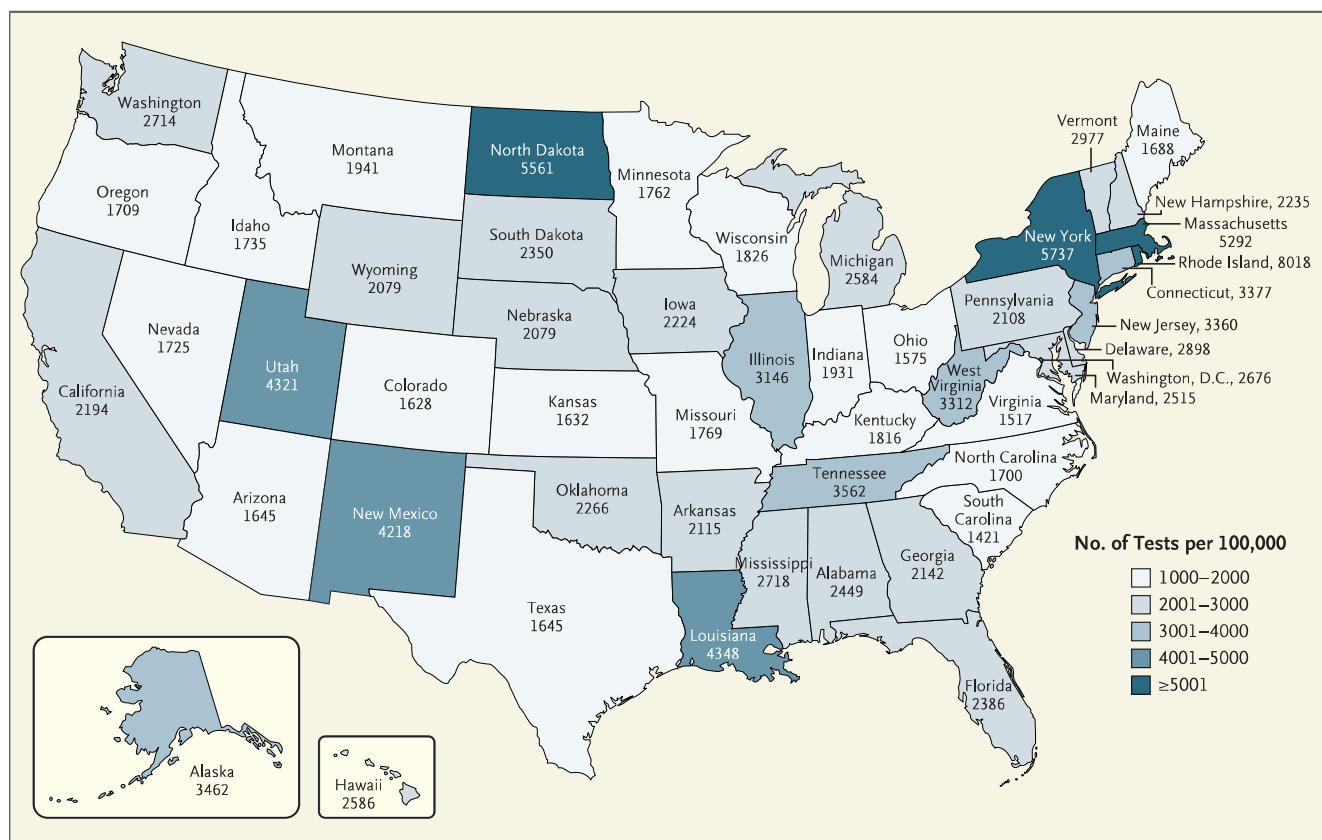 Washington
2714
Montana
1941
North Dakota
5561
Minnesota
1762
Vermont
2977
Maine
1688
Oregon
1709
Idaho
1735
Wyoming
2079
South Dakota
2350
Wisconsin
1826
Michigan
2584
New York
5737
New Hampshire, 2235
Massachusetts
5292
Rhode Island, 8018
Connecticut, 3377
Nevada
1725
Utah
4321
Colorado
1628
Nebraska
2079
Iowa
2224
Illinois
3146
Indiana
1931
Ohio
1575
Pennsylvania
2108
New Jersey, 3360
Delaware, 2898
Washington, D.C., 2676
Maryland, 2515
West
Virginia
3312
Virginia
1517
California
2194
Kansas
1632
Missouri
1769
Kentucky
1816
Tennessee
3562
North Carolina
1700
South
Carolina
1421
Arizona
1645
New Mexico
4218
Oklahoma
2266
Arkansas
2115
Mississippi
2718
Alabama
2449
Georgia
2142
Texas
1645
Louisiana
4348
Florida
2386
Alaska
3462
Hawaii
2586
No. of Tests per 100,000
1000–2000
2001–3000
3001–4000
4001–5000
≥5001